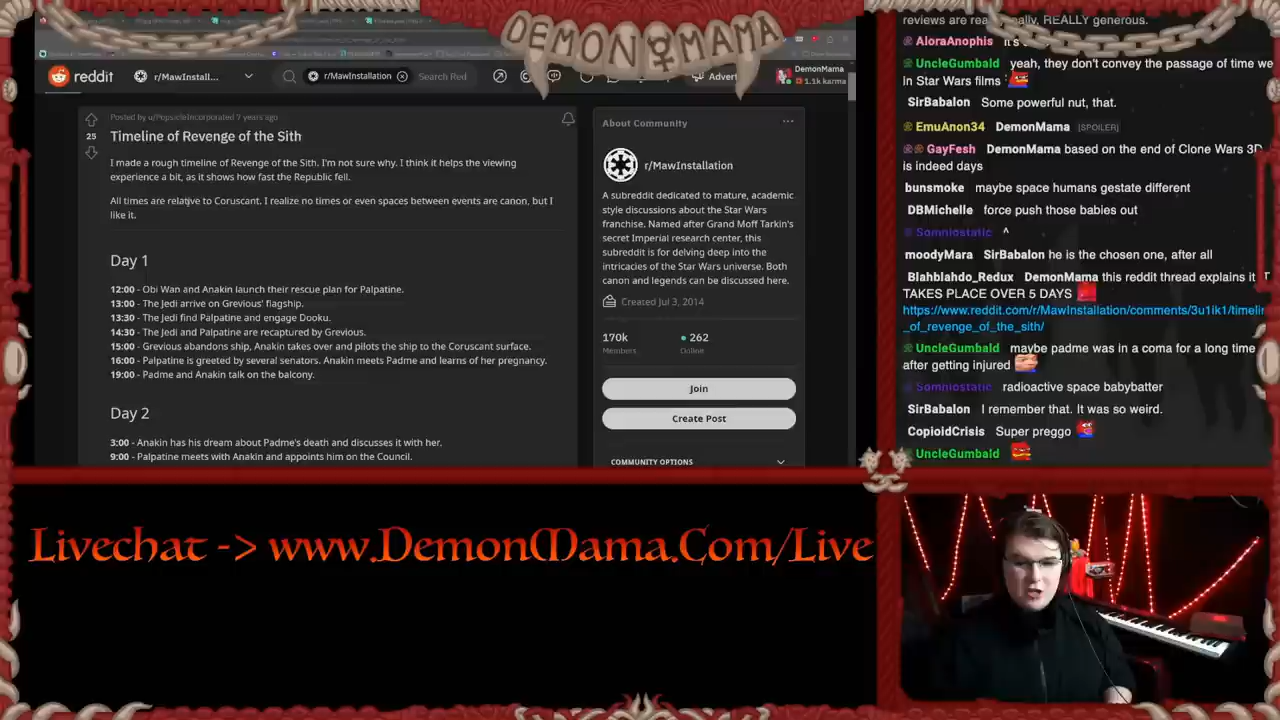 DEMON MAMA
reddit
r/MawInstall...
r/MawInstallation
Search Red
Advert
DemonMama
1.1k karma
Posted by u/PopsicleIncorporated 7 years ago
25
Timeline of Revenge of the Sith
I made a rough timeline of Revenge of the Sith. I'm not sure why. I think it helps the viewing
experience a bit, as it shows how fast the Republic fell.
All times are relative to Coruscant. I realize no times or even spaces between events are canon, but I
like it.
Day 1
12:00 - Obi Wan and Anakin launch their rescue plan for Palpatine.
13:00 - The Jedi arrive on Grevious' flagship.
13:30 - The Jedi find Palpatine and engage Dooku.
14:30 - The Jedi and Palpatine are recaptured by Grevious.
15:00 - Grevious abandons ship, Anakin takes over and pilots the ship to the Coruscant surface.
16:00 - Palpatine is greeted by several senators. Anakin meets Padme and learns of her pregnancy.
19:00 - Padme and Anakin talk on the balcony.
Day 2
3:00 - Anakin has his dream about Padme's death and discusses it with her.
9:00 - Palpatine meets with Anakin and appoints him on the Council.
About Community
r/MawInstallation
A subreddit dedicated to mature, academic
style discussions about the Star Wars
franchise. Named after Grand Moff Tarkin's
secret Imperial research center, this
subreddit is for delving deep into the
intricacies of the Star Wars universe. Both
canon and legends can be discussed here.
Created Jul 3, 2014
170k
262
Members
Online
Join
Create Post
COMMUNITY OPTIONS
reviews are really, REALLY generous.
AloraAnophis
UncleGumbald yeah, they don't convey the passage of time we
in Star Wars films
SirBabalon Some powerful nut, that.
EmuAnon34 DemonMama [SPOILER]
GayFesh DemonMama based on the end of Clone Wars 3D
is indeed days
bunsmoke maybe space humans gestate different
DBMichelle force push those babies out
Somniostatic ^
moodyMara SirBabalon he is the chosen one, after all
Blahblahdo_Redux DemonMama this reddit thread explains it
TAKES PLACE OVER 5 DAYS
https://www.reddit.com/r/MawInstallation/comments/3u1ik1/timelin
_of_revenge_of_the_sith/
UncleGumbald maybe padme was in a coma for a long time
after getting injured
Somniostatic radioactive space babybatter
SirBabalon I remember that. It was so weird.
CopioidCrisis Super preggo
UncleGumbald
Livechat -> www.DemonMama.Com/Live